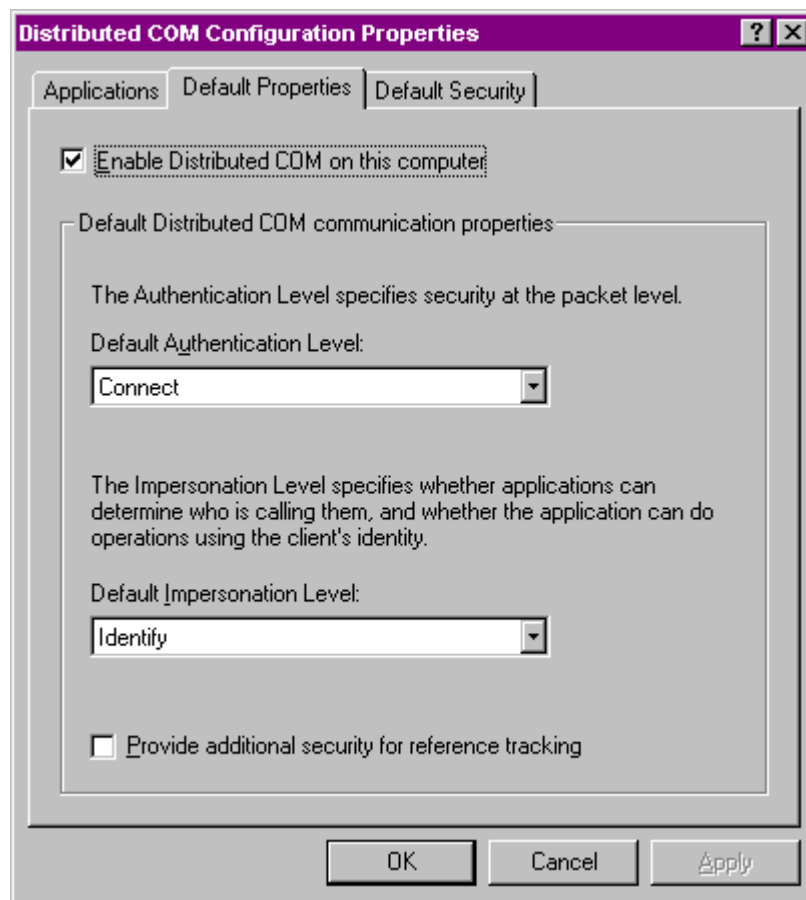 Distributed COM Configuration Properties
? X
Applications Default Properties Default Security
Enable Distributed COM on this computer
Default Distributed COM communication properties
The Authentication Level specifies security at the packet level.
Default Authentication Level:
Connect
The Impersonation Level specifies whether applications can
determine who is calling them, and whether the application can do
operations using the client's identity.
Default Impersonation Level:
Identify
Provide additional security for reference tracking
OK Cancel Apply